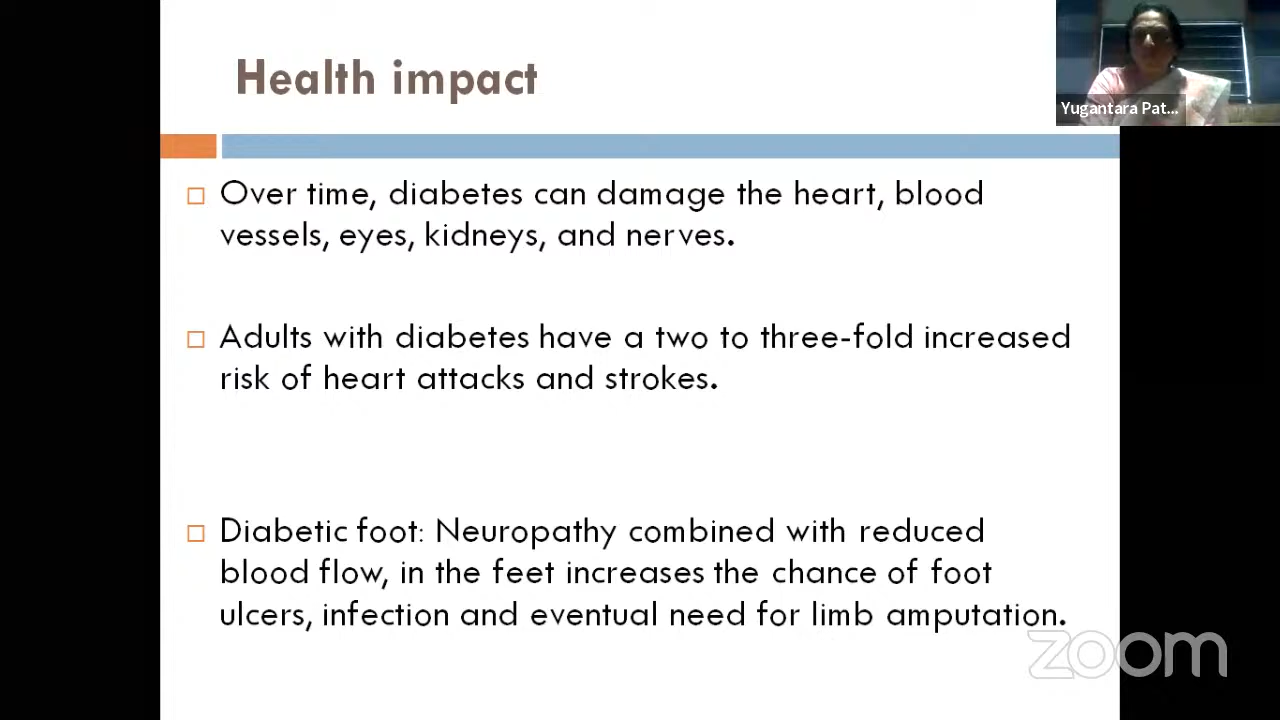 Health impact
Yugantara Pat...
Over time, diabetes can damage the heart, blood
vessels, eyes, kidneys, and nerves.
Adults with diabetes have a two to three-fold increased
risk of heart attacks and strokes.
Diabetic foot: Neuropathy combined with reduced
blood flow, in the feet increases the chance of foot
ulcers, infection and eventual need for limb amputation.
zoom